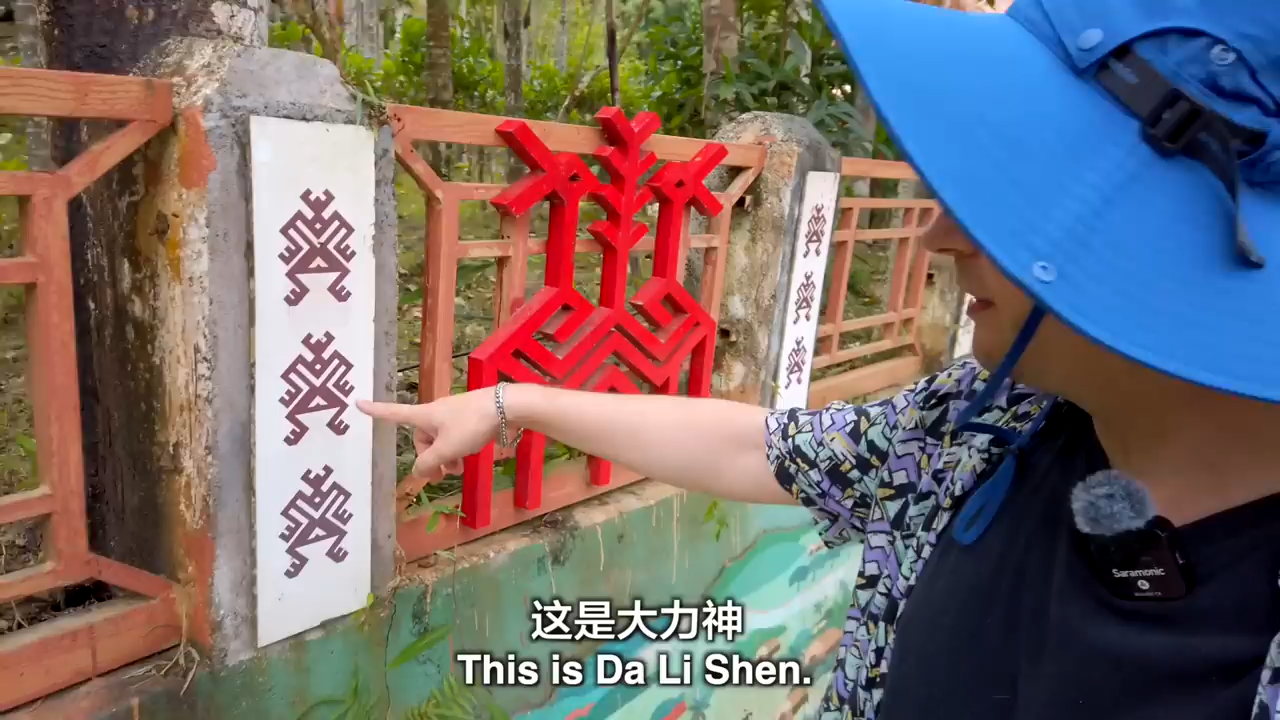 Saramonic
这是大力神
This is Da Li Shen.